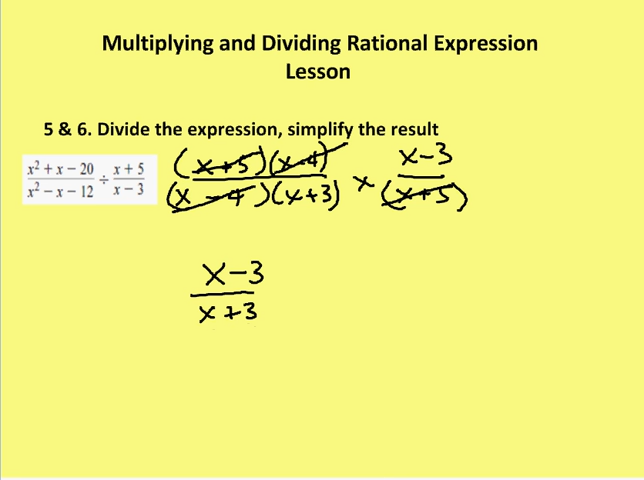 Multiplying and Dividing Rational Expression
Lesson
5 & 6. Divide the expression, simplify the result
x² + x − 20 / x² − x − 12 ÷ x + 5 / x − 3
(x+5)(x-4) / (x-4)(x+3) × x-3 / (x+5)
x-3
x+3